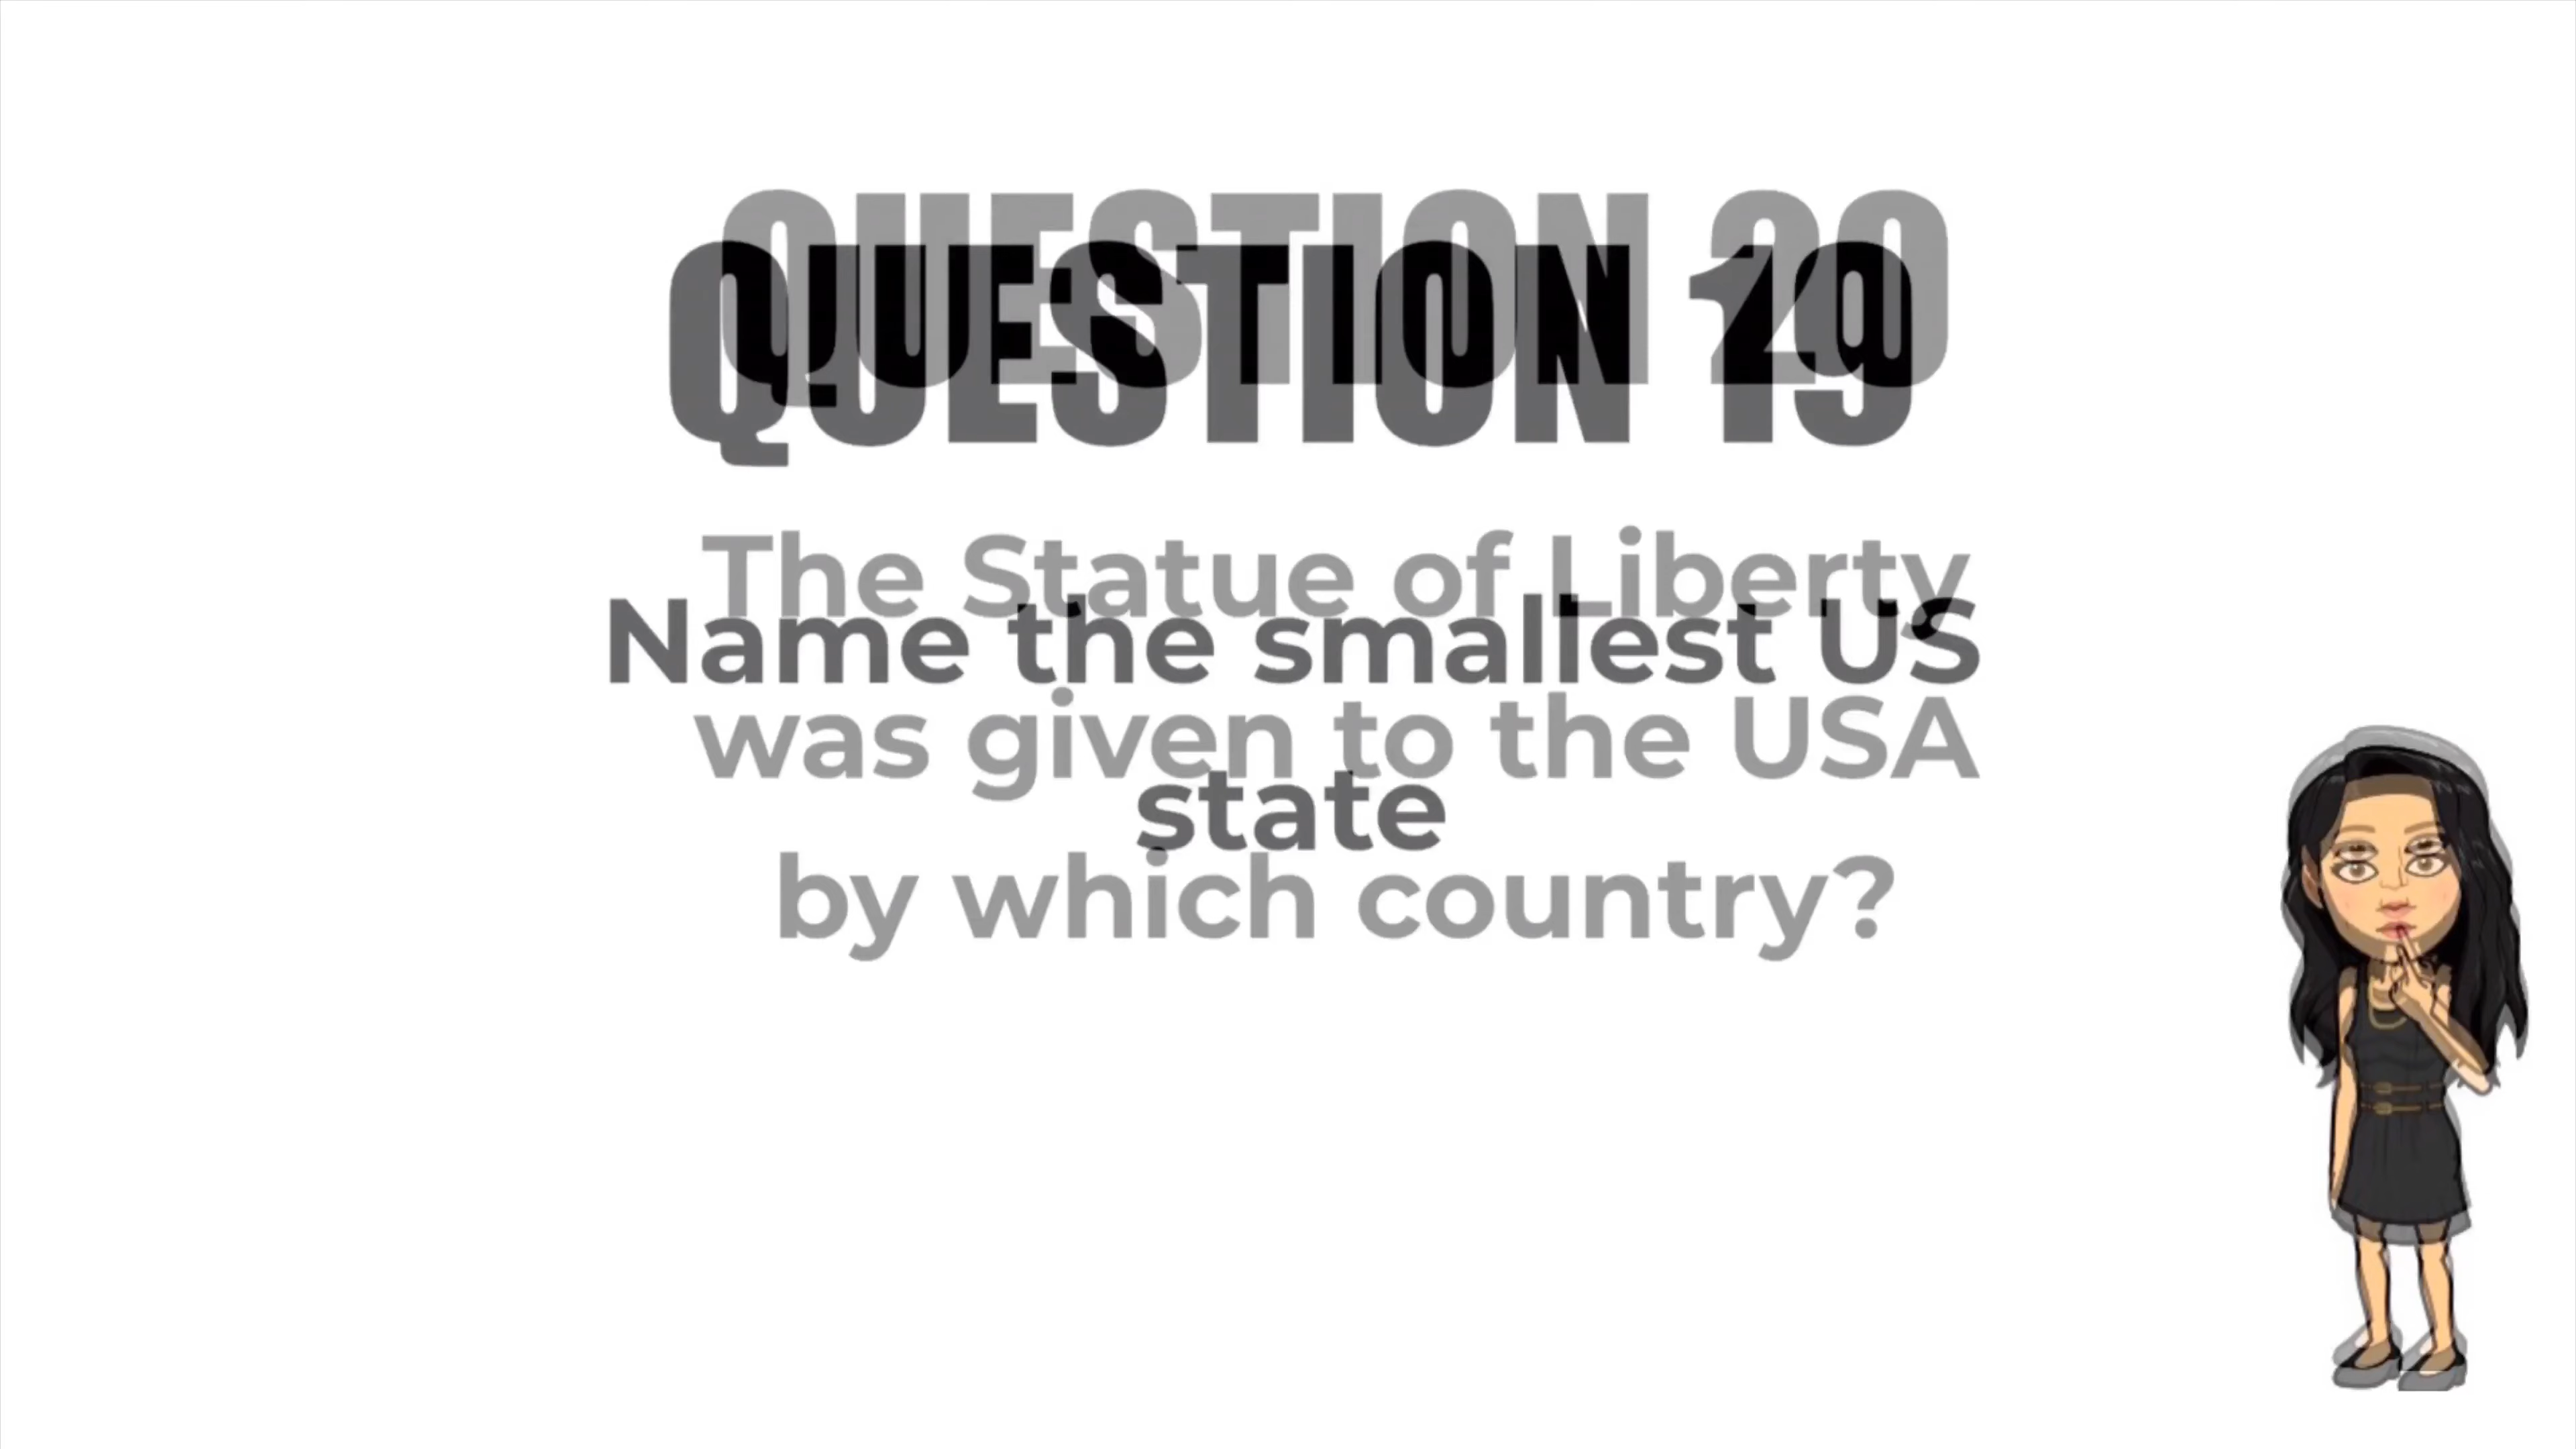 QUESTION 20
QUESTION 19
The Statue of Liberty
Name the smallest US
was given to the USA
state
by which country?